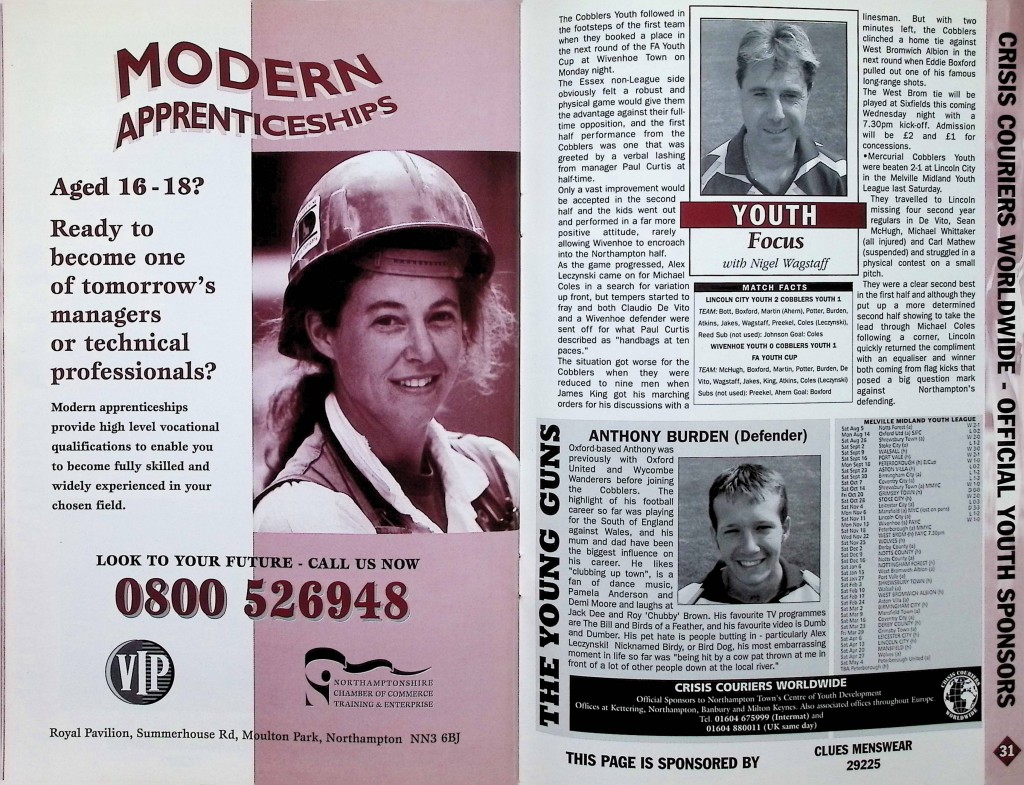 MODERN
APPRENTICESHIPS
Aged 16 - 18?
Ready to
become one
of tomorrow's
managers
or technical
professionals?
Modern apprenticeships
provide high level vocational
qualifications to enable you
to become fully skilled and
widely experienced in your
chosen field.
LOOK TO YOUR FUTURE - CALL US NOW
0800 526948
VIP
NORTHAMPTONSHIRE
CHAMBER OF COMMERCE
TRAINING & ENTERPRISE
Royal Pavilion, Summerhouse Rd, Moulton Park, Northampton NN3 6BJ
The Cobblers Youth followed in
the footsteps of the first team
when they booked a place in
the next round of the FA Youth
Cup at Wivenhoe Town on
Monday night.
The Essex non-League side
obviously felt a robust and
physical game would give them
the advantage against their full-
time opposition, and the first
half performance from the
Cobblers was one that was
greeted by a verbal lashing
from manager Paul Curtis at
half-time.
Only a vast improvement would
be accepted in the second
half and the kids went out
and performed in a far more
positive attitude, rarely
allowing Wivenhoe to encroach
into the Northampton half.
As the game progressed, Alex
Leczynski came on for Michael
Coles in a search for variation
up front, but tempers started to
fray and both Claudio De Vito
and a Wivenhoe defender were
sent off for what Paul Curtis
described as "handbags at ten
paces."
The situation got worse for the
Cobblers when they were
reduced to nine men when
James King got his marching
orders for his discussions with a
YOUTH
Focus
with Nigel Wagstaff
MATCH FACTS
LINCOLN CITY YOUTH 2 COBBLERS YOUTH 1
TEAM: Bott, Boxford, Martin (Ahern), Potter, Burden,
Atkins, Jakes, Wagstaff, Preekel, Coles (Leczynski),
Reed Sub (not used): Johnson Goal: Coles
WIVENHOE YOUTH 0 COBBLERS YOUTH 1
FA YOUTH CUP
TEAM: McHugh, Boxford, Martin, Potter, Burden, De
Vito, Wagstaff, Jakes, King, Atkins, Coles (Leczynski)
Subs (not used): Preekel, Ahern Goal: Boxford
linesman. But with two
minutes left, the Cobblers
clinched a home tie against
West Bromwich Albion in the
next round when Eddie Boxford
pulled out one of his famous
long-range shots.
The West Brom tie will be
played at Sixfields this coming
Wednesday night with a
7.30pm kick-off. Admission
will be £2 and £1 for
concessions.
•Mercurial Cobblers Youth
were beaten 2-1 at Lincoln City
in the Melville Midland Youth
League last Saturday.
They travelled to Lincoln
missing four second year
regulars in De Vito, Sean
McHugh, Michael Whittaker
(all injured) and Carl Mathew
(suspended) and struggled in a
physical contest on a small
pitch.
They were a clear second best
in the first half and although they
put up a more determined
second half showing to take the
lead through Michael Coles
following a corner, Lincoln
quickly returned the compliment
with an equaliser and winner
both coming from flag kicks that
posed a big question mark
against Northampton's
defending.
THE YOUNG GUNS
ANTHONY BURDEN (Defender)
Oxford-based Anthony was
previously with Oxford
United and Wycombe
Wanderers before joining
the Cobblers. The
highlight of his football
career so far was playing
for the South of England
against Wales, and his
mum and dad have been
the biggest influence on
his career. He likes
"clubbing up town", is a
fan of dance music,
Pamela Anderson and
Demi Moore and laughs at
Jack Dee and Roy 'Chubby' Brown. His favourite TV programmes
are The Bill and Birds of a Feather, and his favourite video is Dumb
and Dumber. His pet hate is people butting in - particularly Alex
Leczynski! Nicknamed Birdy, or Bird Dog, his most embarrassing
moment in life so far was "being hit by a cow pat thrown at me in
front of a lot of other people down at the local river."
MELVILLE MIDLAND YOUTH LEAGUE
CRISIS COURIERS WORLDWIDE
Official Sponsors to Northampton Town's Centre of Youth Development
Offices at Kettering, Northampton, Banbury and Milton Keynes. Also associated offices throughout Europe.
Tel. 01604 675999 (Internat) and
01604 880011 (UK same day)
CRISIS COURIERS
WORLDWIDE
THIS PAGE IS SPONSORED BY
CLUES MENSWEAR
29225
CRISIS COURIERS WORLDWIDE - OFFICIAL YOUTH SPONSORS
31